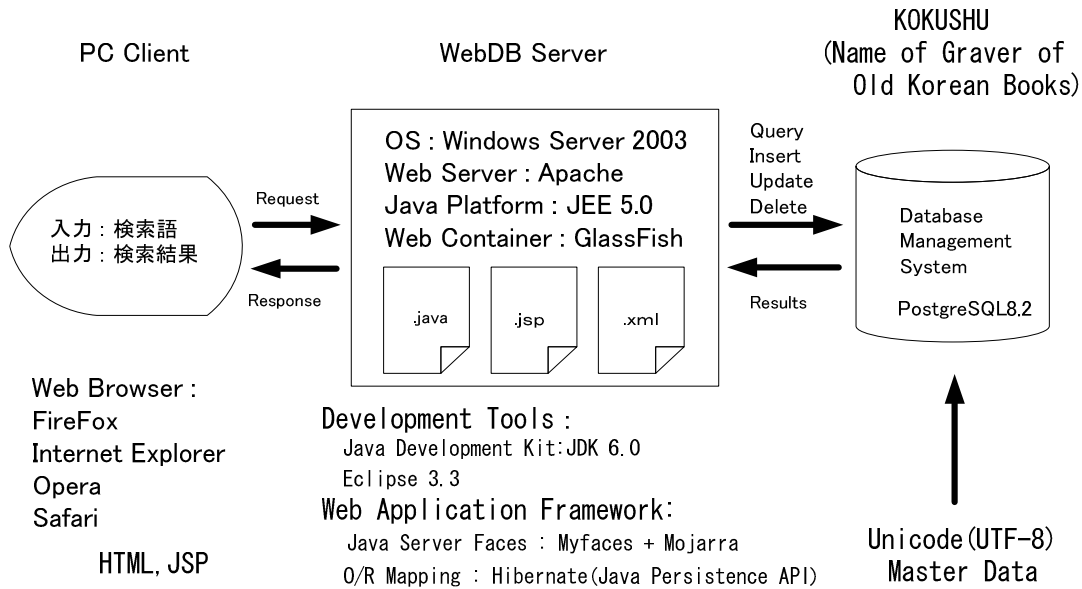 PC Client
入力：検索語
出力：検索結果
Web Browser :
FireFox
Internet Explorer
Opera
Safari
HTML, JSP
Request
Response
WebDB Server
OS : Windows Server 2003
Web Server : Apache
Java Platform : JEE 5.0
Web Container : GlassFish
.java
.jsp
.xml
Development Tools :
Java Development Kit:JDK 6.0
Eclipse 3.3
Web Application Framework:
Java Server Faces : Myfaces + Mojarra
O/R Mapping : Hibernate(Java Persistence API)
Query
Insert
Update
Delete
Results
KOKUSHU
(Name of Graver of
Old Korean Books)
Database
Management
System
PostgreSQL8.2
Unicode(UTF-8)
Master Data